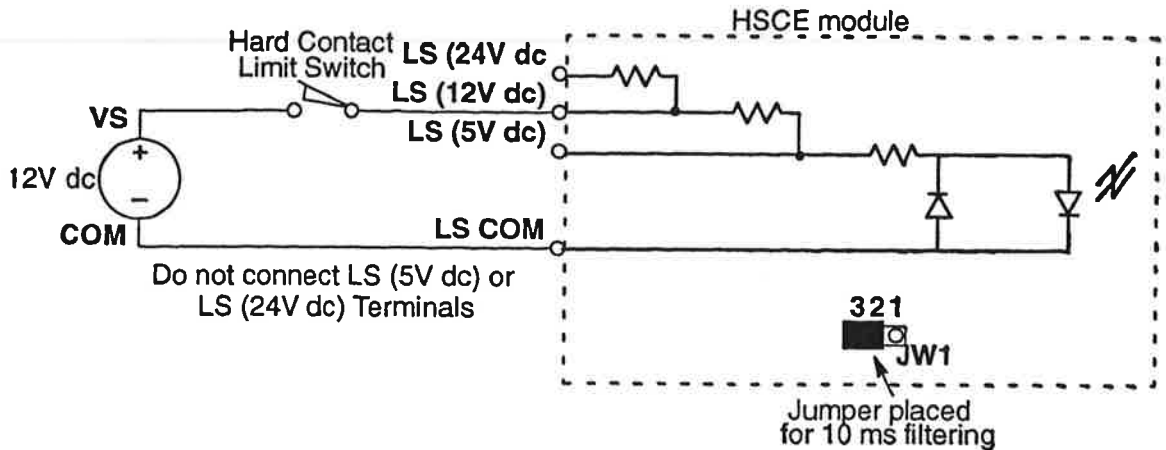 HSCE module
Hard Contact
Limit Switch
LS (24V dc
LS (12V dc)
LS (5V dc)
VS
+
12V dc
−
COM
LS COM
Do not connect LS (5V dc) or
LS (24V dc) Terminals
321
JW1
Jumper placed
for 10 ms filtering